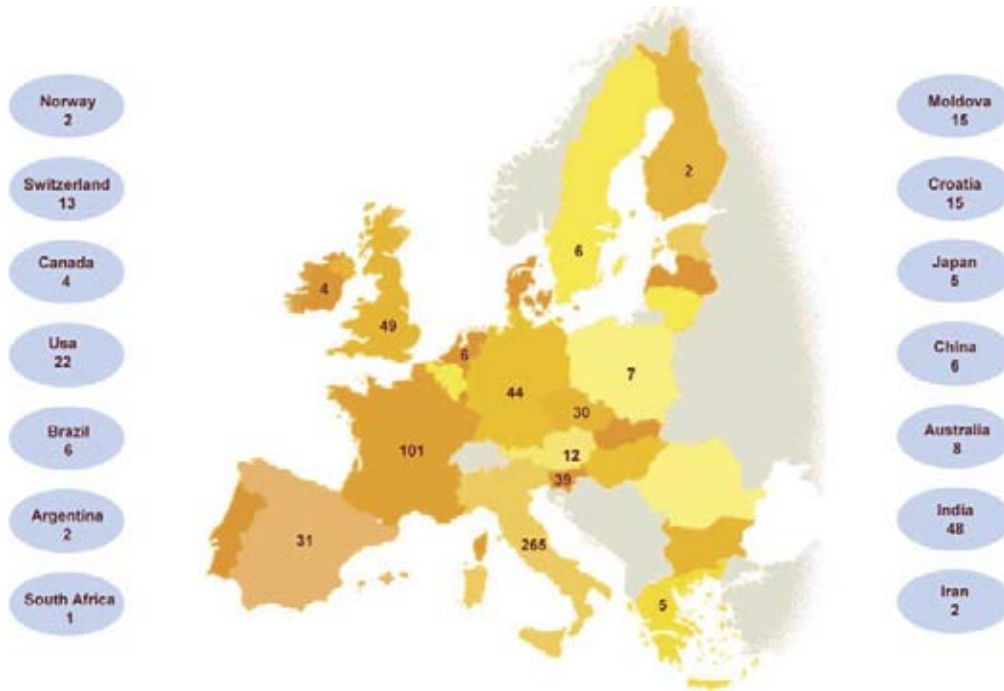 Norway
2
Switzerland
13
Canada
4
Usa
22
Brazil
6
Argentina
2
South Africa
1
2
6
4
49
6
44
7
30
101
12
39
31
265
5
Moldova
15
Croatia
15
Japan
5
China
6
Australia
8
India
48
Iran
2